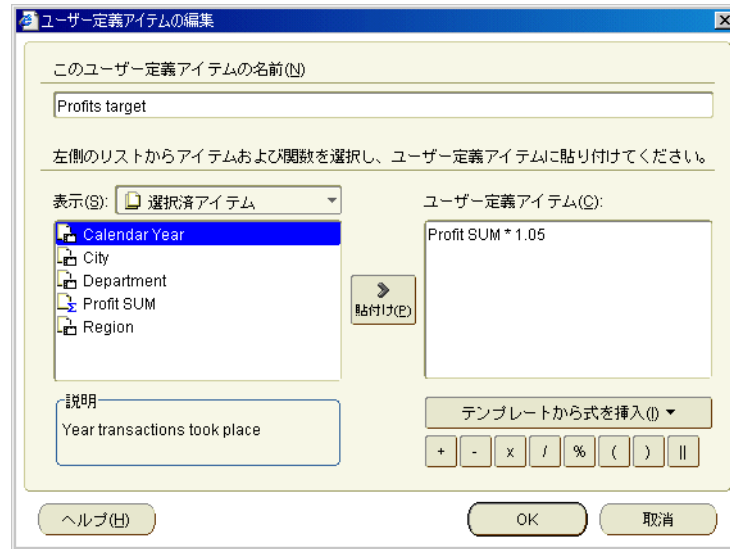 ユーザー定義アイテムの編集
このユーザー定義アイテムの名前(N)
Profits target
左側のリストからアイテムおよび関数を選択し、ユーザー定義アイテムに貼り付けてください。
表示(S): 選択済アイテム
Calendar Year
City
Department
Profit SUM
Region
貼付け(P)
ユーザー定義アイテム(C):
Profit SUM * 1.05
説明
Year transactions took place
テンプレートから式を挿入(I)
+ - x / % ( ) ||
ヘルプ(H)
OK
取消